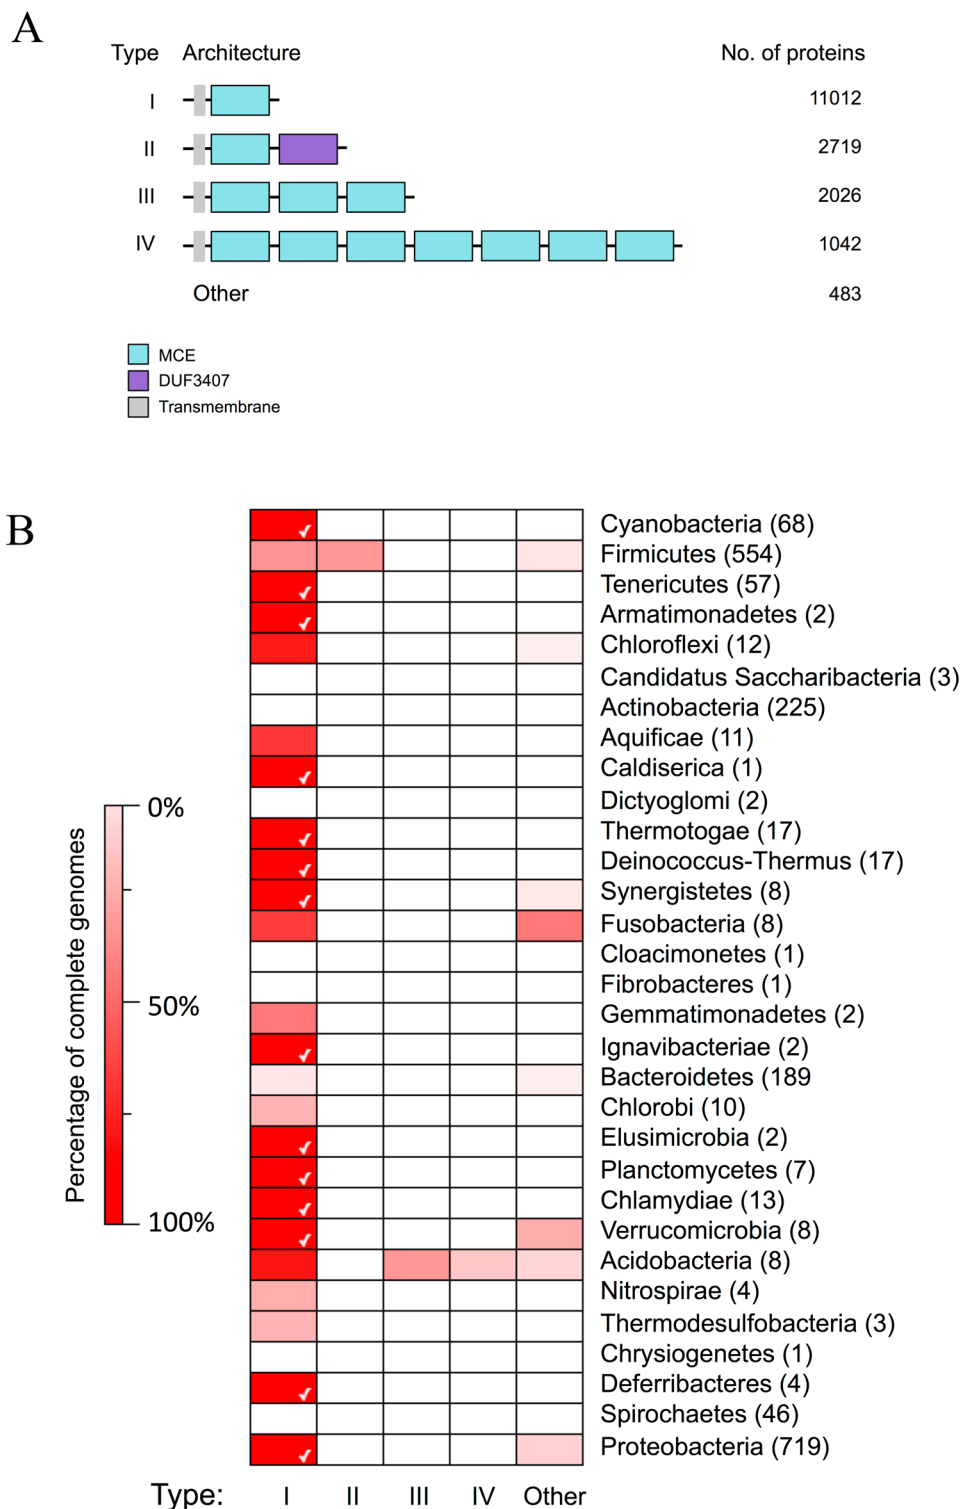 A
Type Architecture No. of proteins
I 11012
II 2719
III 2026
IV 1042
Other 483
MCE
DUF3407
Transmembrane
B
Cyanobacteria (68)
Firmicutes (554)
Tenericutes (57)
Armatimonadetes (2)
Chloroflexi (12)
Candidatus Saccharibacteria (3)
Actinobacteria (225)
Aquificae (11)
Caldiserica (1)
Dictyoglomi (2)
Thermotogae (17)
Deinococcus-Thermus (17)
Synergistetes (8)
Fusobacteria (8)
Cloacimonetes (1)
Fibrobacteres (1)
Gemmatimonadetes (2)
Ignavibacteriae (2)
Bacteroidetes (189
Chlorobi (10)
Elusimicrobia (2)
Planctomycetes (7)
Chlamydiae (13)
Verrucomicrobia (8)
Acidobacteria (8)
Nitrospirae (4)
Thermodesulfobacteria (3)
Chrysiogenetes (1)
Deferribacteres (4)
Spirochaetes (46)
Proteobacteria (719)
Percentage of complete genomes
0%
50%
100%
Type: I II III IV Other